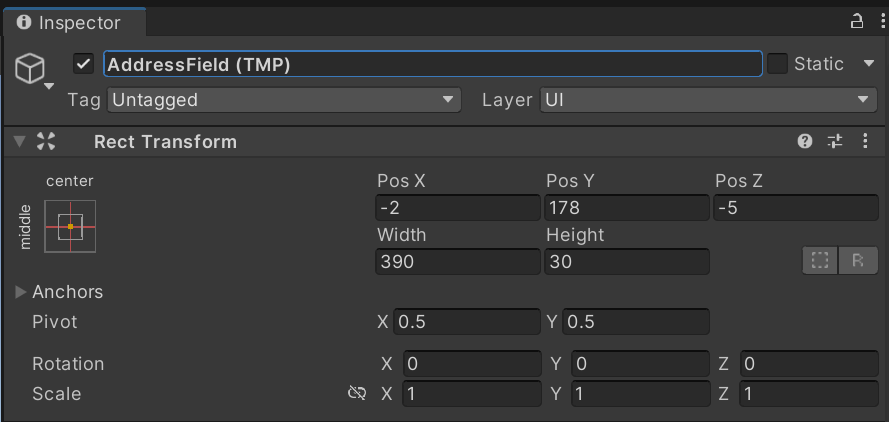 Inspector
AddressField (TMP) Static
Tag Untagged Layer UI
Rect Transform
center
middle
Pos X Pos Y Pos Z
-2 178 -5
Width Height
390 30
R
Anchors
Pivot X 0.5 Y 0.5
Rotation X 0 Y 0 Z 0
Scale X 1 Y 1 Z 1